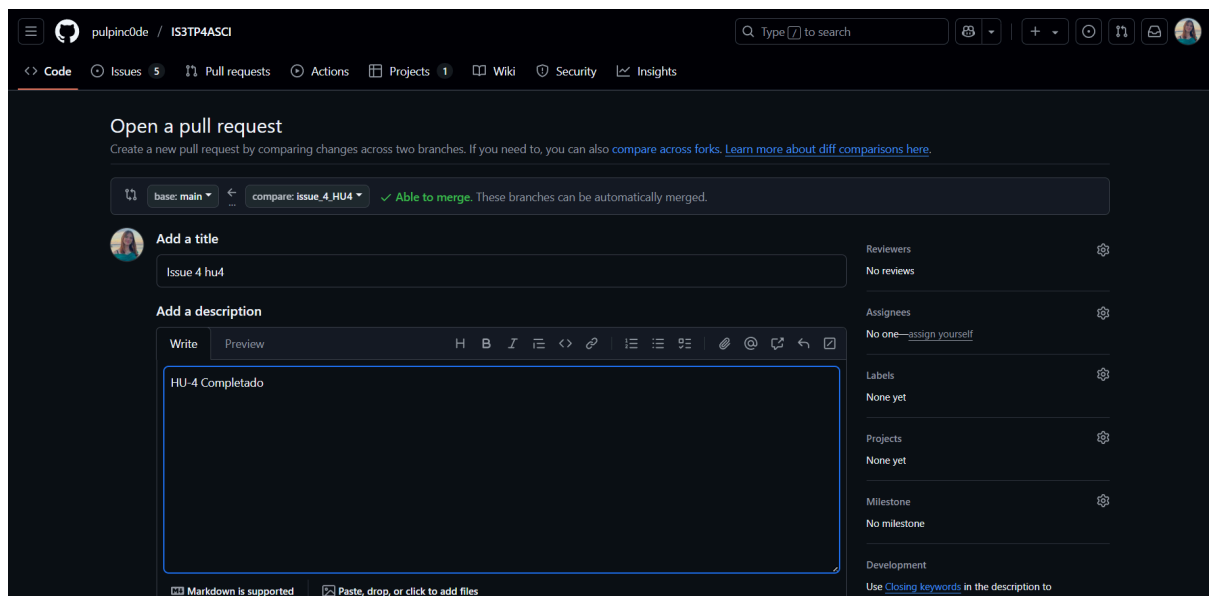 pulpinc0de / IS3TP4ASCI
Type / to search
Code Issues 5 Pull requests Actions Projects 1 Wiki Security Insights
Open a pull request
Create a new pull request by comparing changes across two branches. If you need to, you can also compare across forks. Learn more about diff comparisons here.
base: main ← ... compare: issue_4_HU4 ✓ Able to merge. These branches can be automatically merged.
Add a title
Issue 4 hu4
Add a description
Write Preview
HU-4 Completado
Markdown is supported Paste, drop, or click to add files
Reviewers
No reviews
Assignees
No one—assign yourself
Labels
None yet
Projects
None yet
Milestone
No milestone
Development
Use Closing keywords in the description to